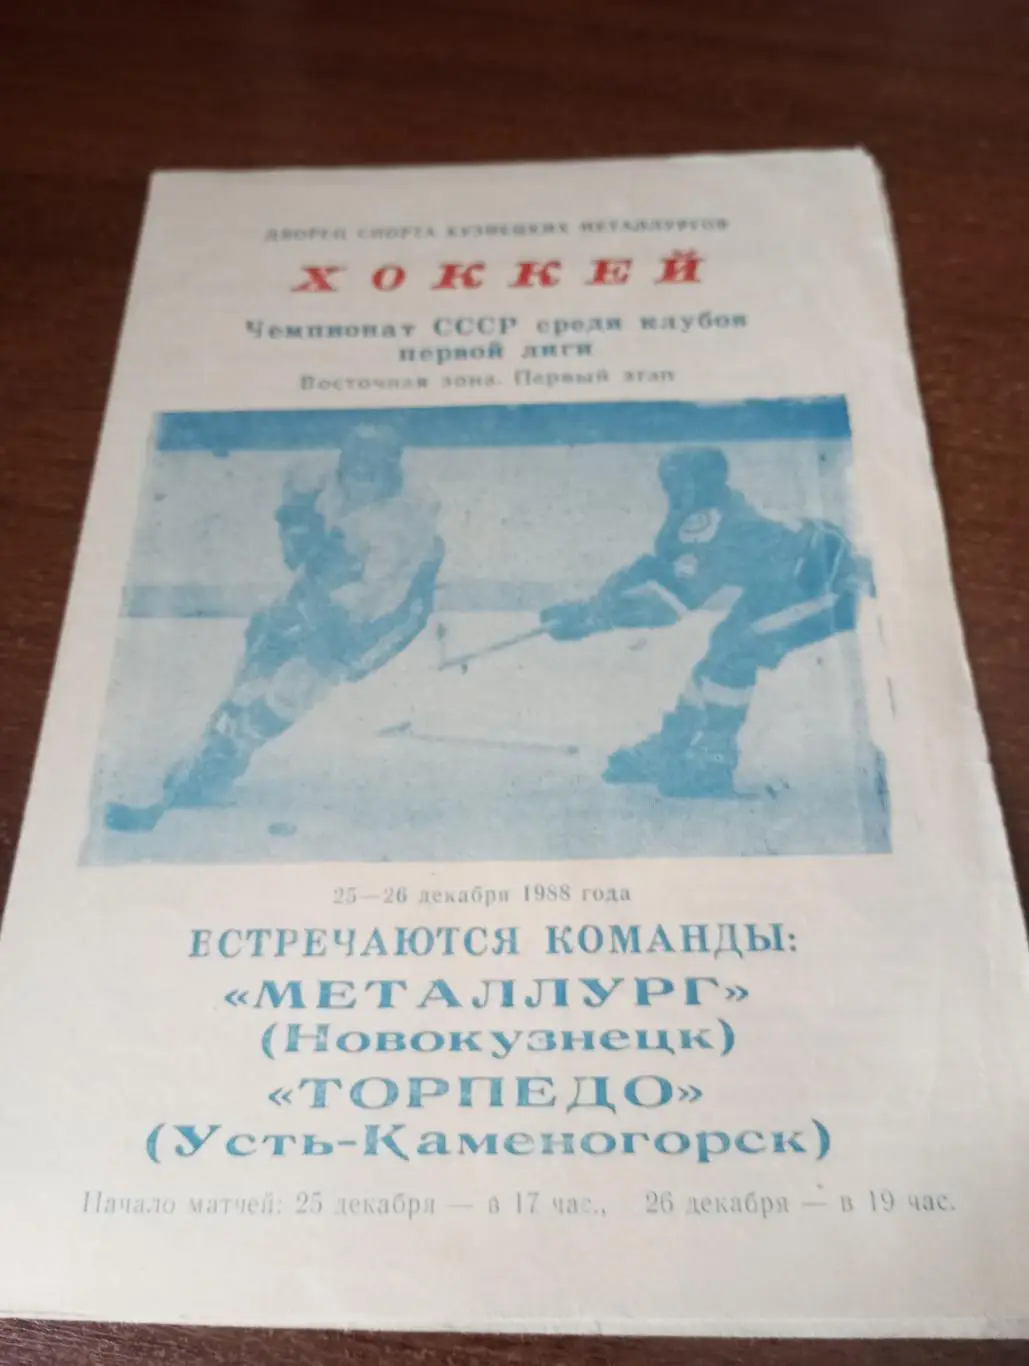 ДВОРЕЦ СПОРТА КУЗНЕЦКИХ МЕТАЛЛУРГОВ
ХОККЕЙ
Чемпионат СССР среди клубов
первой лиги
Восточная зона. Первый этап
25—26 декабря 1988 года
ВСТРЕЧАЮТСЯ КОМАНДЫ:
«МЕТАЛЛУРГ»
(Новокузнецк)
«ТОРПЕДО»
(Усть-Каменогорск)
Начало матчей: 25 декабря — в 17 час., 26 декабря — в 19 час.